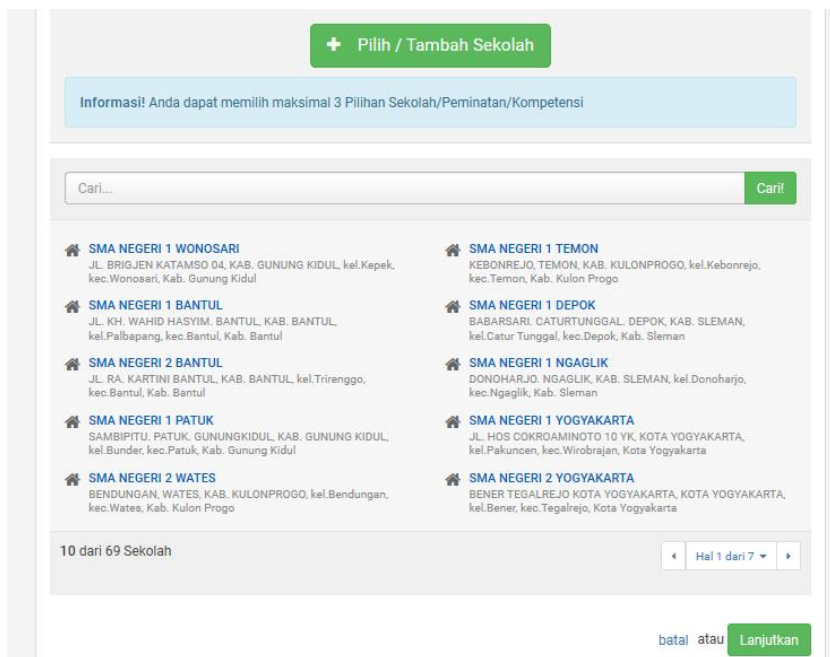 + Pilih / Tambah Sekolah
Informasi! Anda dapat memilih maksimal 3 Pilihan Sekolah/Peminatan/Kompetensi
Cari...
Cari!
SMA NEGERI 1 WONOSARI
JL. BRIGJEN KATAMSO 04, KAB. GUNUNG KIDUL, kel.Kepek,
kec.Wonosari, Kab. Gunung Kidul
SMA NEGERI 1 TEMON
KEBONREJO, TEMON, KAB. KULONPROGO, kel.Kebonrejo,
kec.Temon, Kab. Kulon Progo
SMA NEGERI 1 BANTUL
JL. KH. WAHID HASYIM. BANTUL, KAB. BANTUL,
kel.Palbapang, kec.Bantul, Kab. Bantul
SMA NEGERI 1 DEPOK
BABARSARI. CATURTUNGGAL. DEPOK, KAB. SLEMAN,
kel.Catur Tunggal, kec.Depok, Kab. Sleman
SMA NEGERI 2 BANTUL
JL. RA. KARTINI BANTUL, KAB. BANTUL, kel.Trirenggo,
kec.Bantul, Kab. Bantul
SMA NEGERI 1 NGAGLIK
DONOHARJO. NGAGLIK, KAB. SLEMAN, kel.Donoharjo,
kec.Ngaglik, Kab. Sleman
SMA NEGERI 1 PATUK
SAMBIPITU. PATUK. GUNUNGKIDUL, KAB. GUNUNG KIDUL,
kel.Bunder, kec.Patuk, Kab. Gunung Kidul
SMA NEGERI 1 YOGYAKARTA
JL. HOS COKROAMINOTO 10 YK, KOTA YOGYAKARTA,
kel.Pakuncen, kec.Wirobrajan, Kota Yogyakarta
SMA NEGERI 2 WATES
BENDUNGAN, WATES, KAB. KULONPROGO, kel.Bendungan,
kec.Wates, Kab. Kulon Progo
SMA NEGERI 2 YOGYAKARTA
BENER TEGALREJO KOTA YOGYAKARTA, KOTA YOGYAKARTA,
kel.Bener, kec.Tegalrejo, Kota Yogyakarta
10 dari 69 Sekolah
Hal 1 dari 7
batal atau Lanjutkan